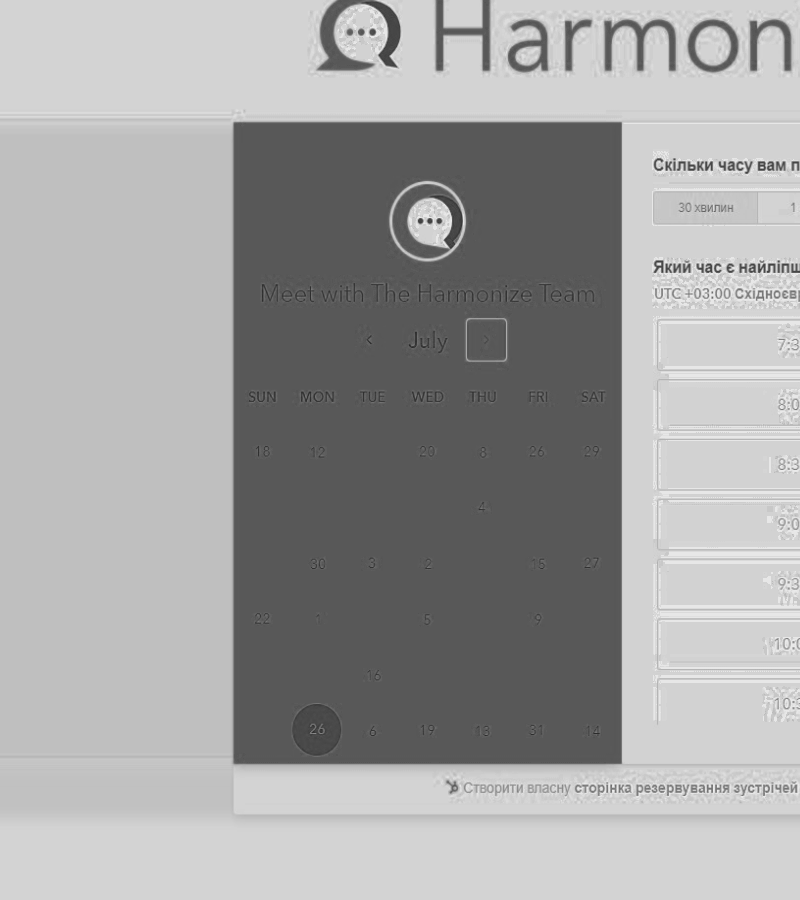 Harmon
Meet with The Harmonize Team
July
SUN MON TUE WED THU FRI SAT
18 12 20 8 26 29
4
30 3 2 15 27
22 1 5 9
16
26 6 19 13 31 14
Скільки часу вам п
30 хвилин 1
Який час є найліпш
UTC +03:00 Східноєв
7:3
8:0
8:3
9:0
9:3
10:0
10:3
Створити власну сторінка резервування зустрічей